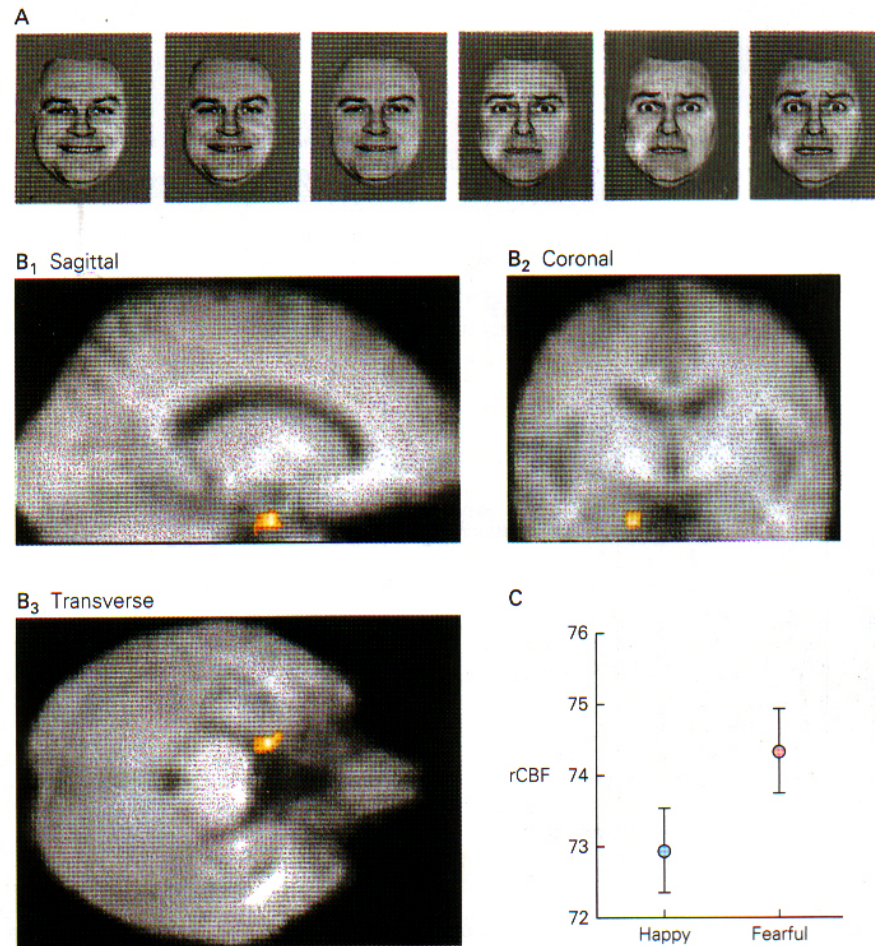 A
B₁ Sagittal
B₂ Coronal
B₃ Transverse
C
76
75
74
73
72
rCBF
Happy Fearful